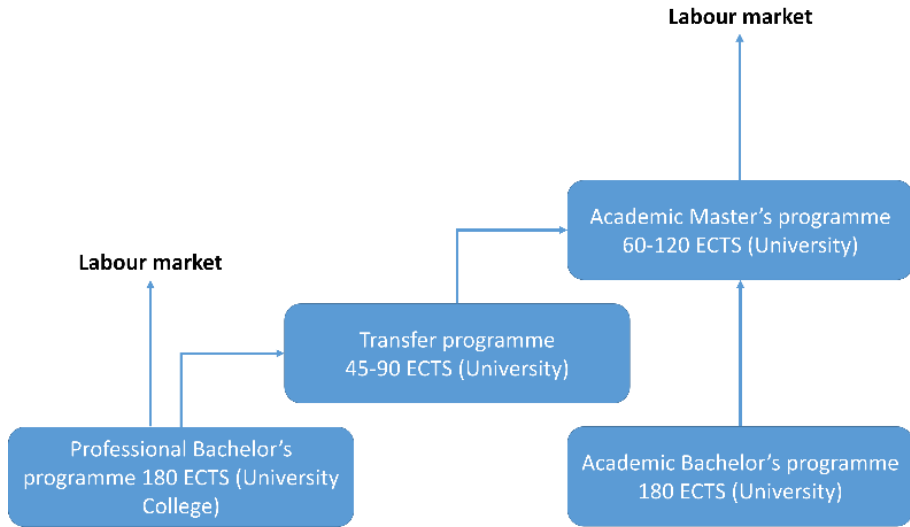 Labour market
Academic Master’s programme
60-120 ECTS (University)
Labour market
Transfer programme
45-90 ECTS (University)
Professional Bachelor’s
programme 180 ECTS (University
College)
Academic Bachelor’s programme
180 ECTS (University)